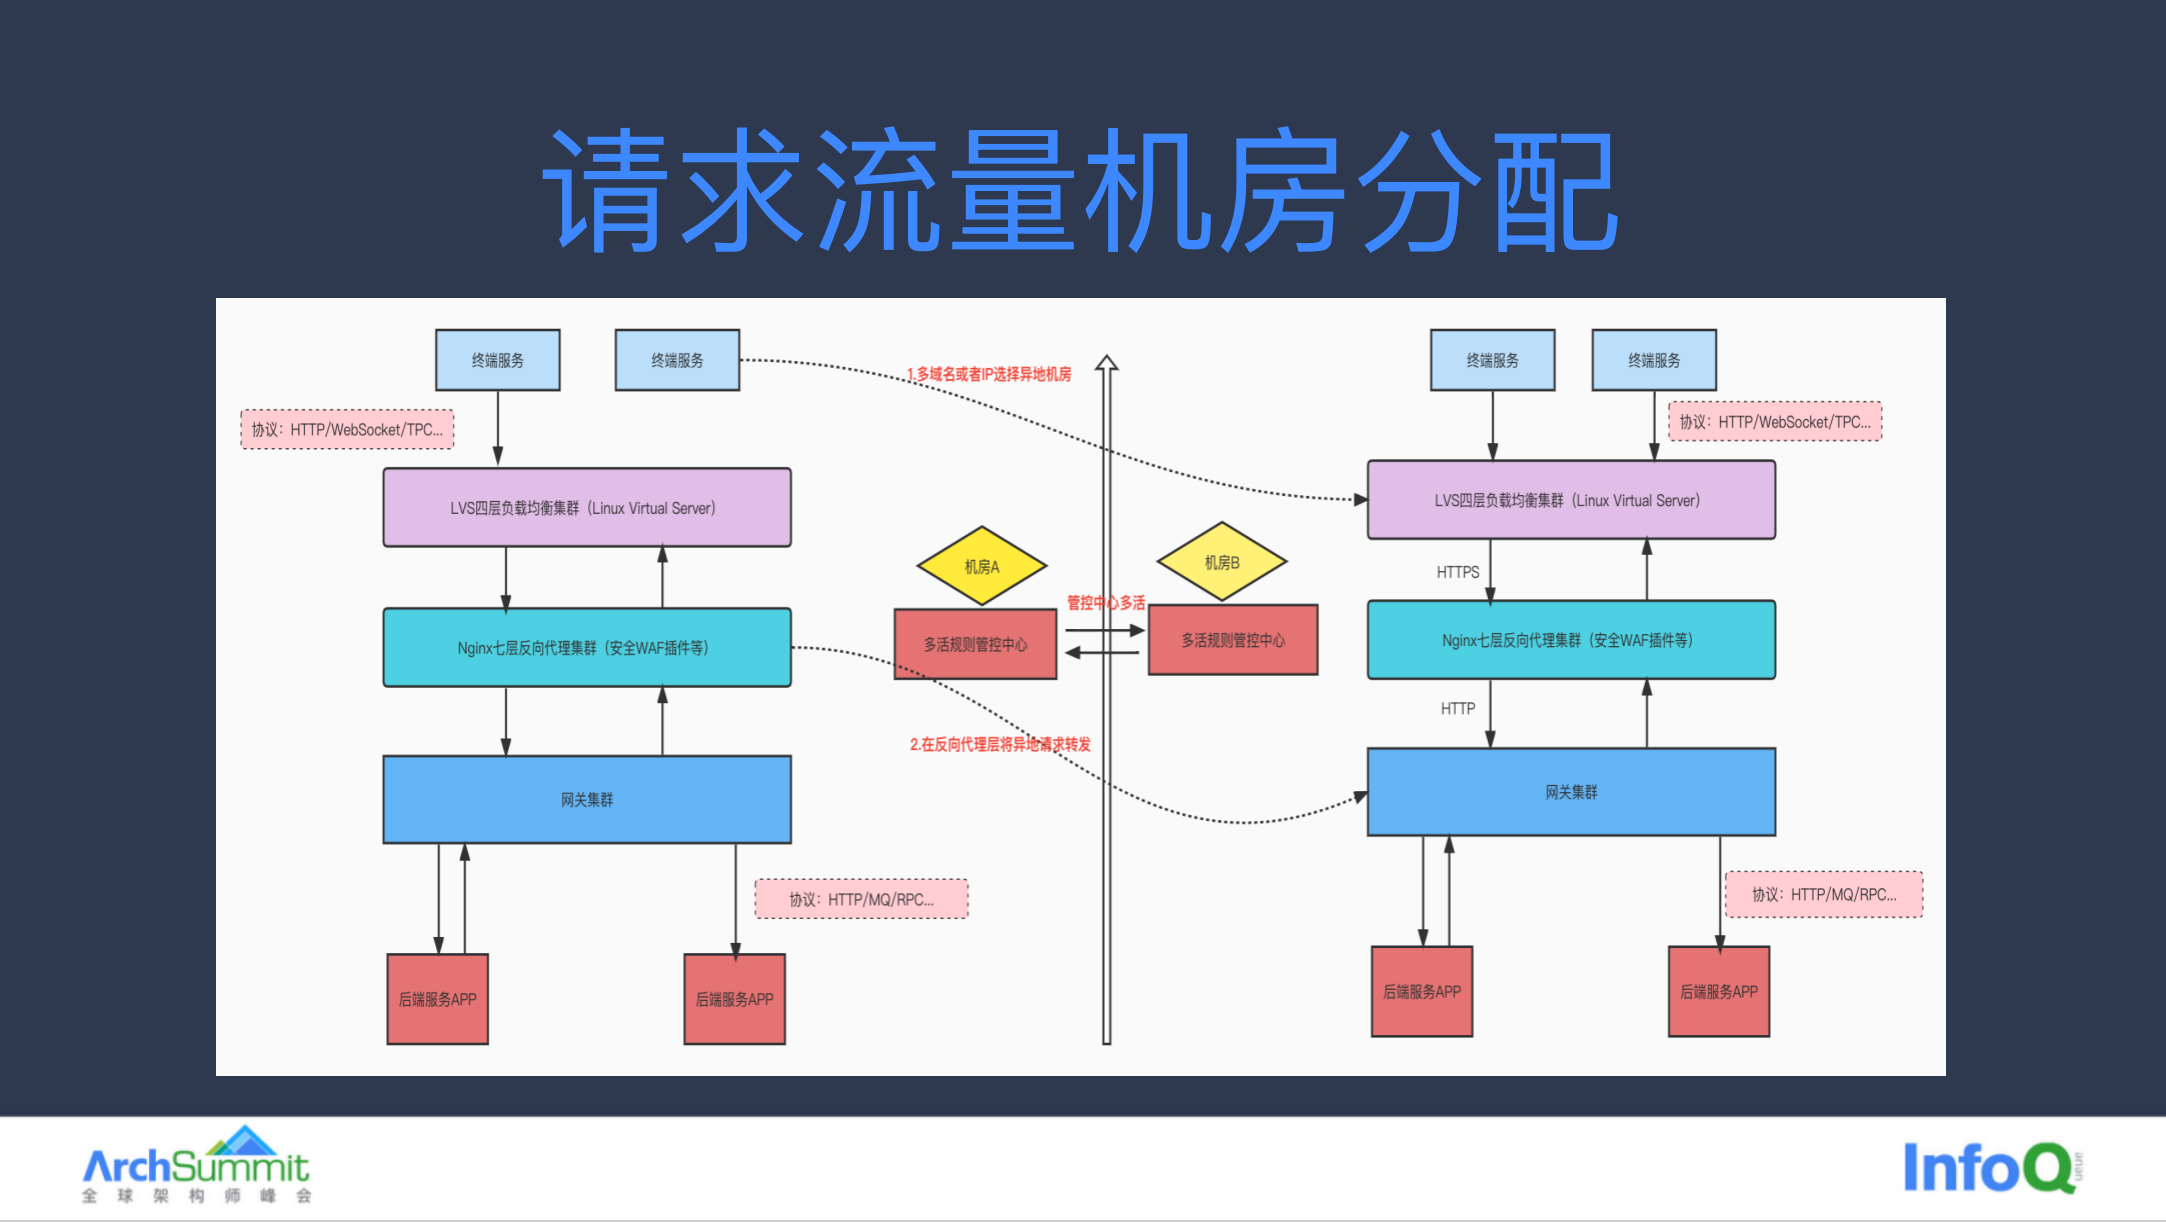 请求流量机房分配
终端服务
终端服务
终端服务
终端服务
1.多域名或者IP选择异地机房
协议：HTTP/WebSocket/TPC...
协议：HTTP/WebSocket/TPC...
LVS四层负载均衡集群（Linux Virtual Server）
LVS四层负载均衡集群（Linux Virtual Server）
机房A
机房B
HTTPS
管控中心多活
多活规则管控中心
多活规则管控中心
Nginx七层反向代理集群（安全WAF插件等）
Nginx七层反向代理集群（安全WAF插件等）
HTTP
2.在反向代理层将异地请求转发
网关集群
网关集群
协议：HTTP/MQ/RPC...
协议：HTTP/MQ/RPC...
后端服务APP
后端服务APP
后端服务APP
后端服务APP
ArchSummit
全球架构师峰会
InfoQ
ueue